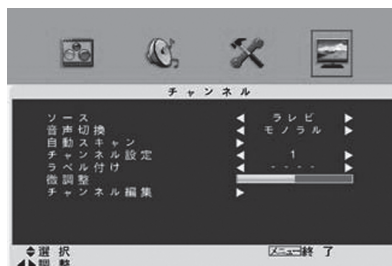 チャンネル
ソース ラレビ
音声切換 モノラル
自動スキャン
チャンネル設定 1
ラベル付け ----
微調整
チャンネル編集
選択 メニュー 終了
調整